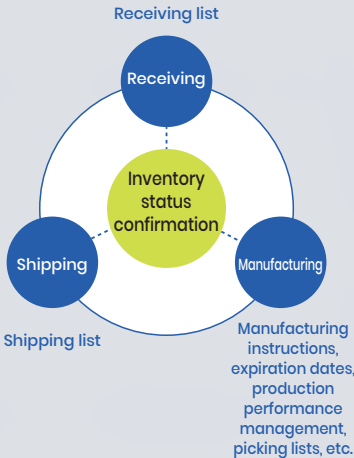 Receiving list
Receiving
Inventory
status
confirmation
Shipping
Manufacturing
Shipping list
Manufacturing
instructions,
expiration dates,
production
performance
management,
picking lists, etc.